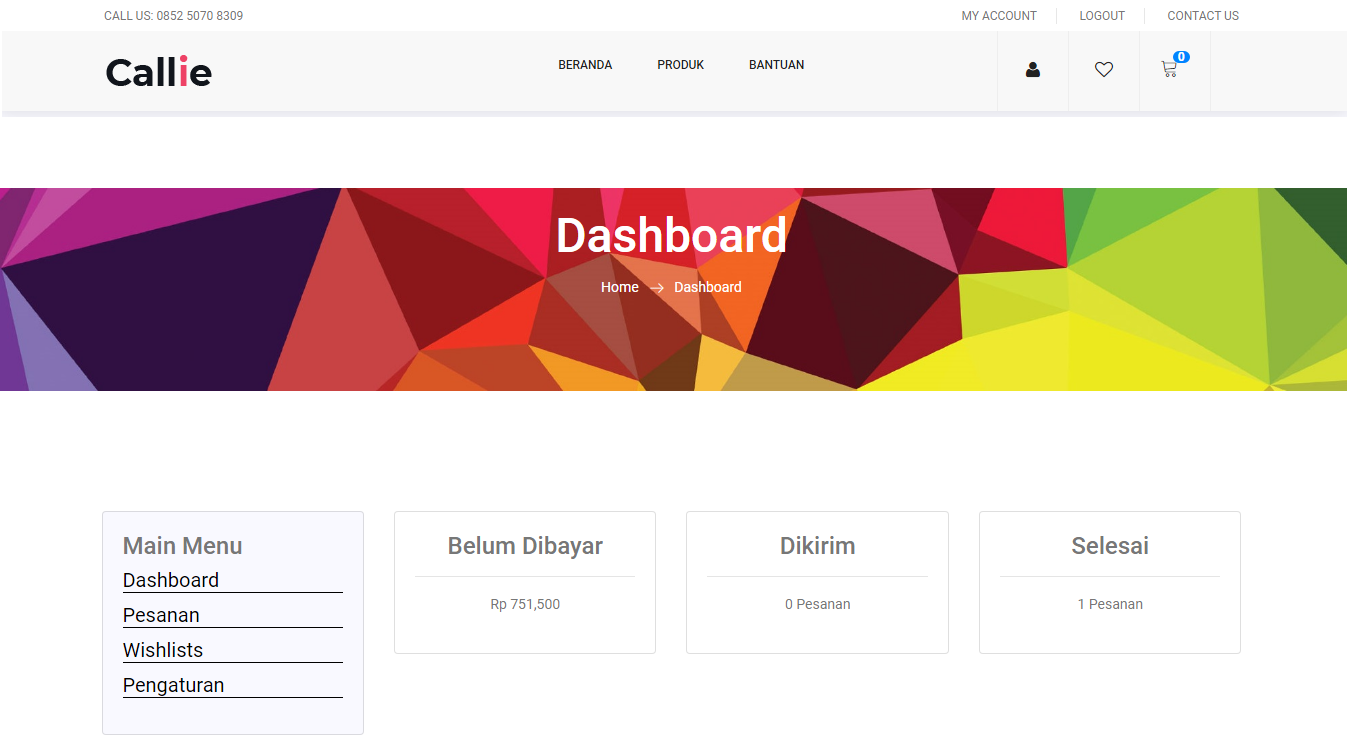 CALL US: 0852 5070 8309
MY ACCOUNT
LOGOUT
CONTACT US
Callie
BERANDA
PRODUK
BANTUAN
0
Dashboard
Home
Dashboard
Main Menu
Dashboard
Pesanan
Wishlists
Pengaturan
Belum Dibayar
Rp 751,500
Dikirim
0 Pesanan
Selesai
1 Pesanan